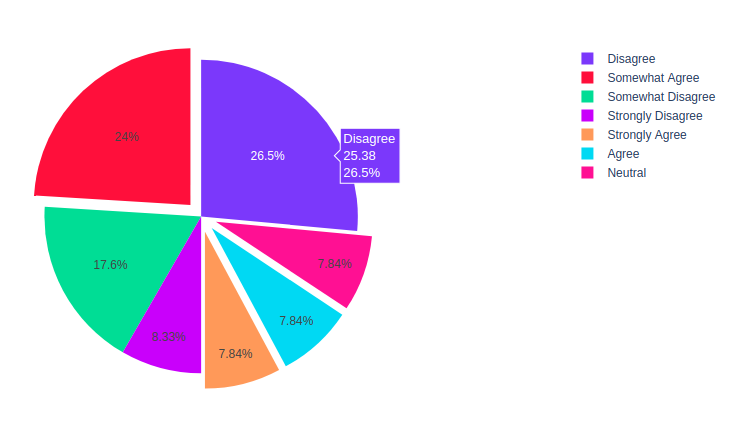 24%
26.5%
Disagree
25.38
26.5%
17.6%
8.33%
7.84%
7.84%
7.84%
Disagree
Somewhat Agree
Somewhat Disagree
Strongly Disagree
Strongly Agree
Agree
Neutral